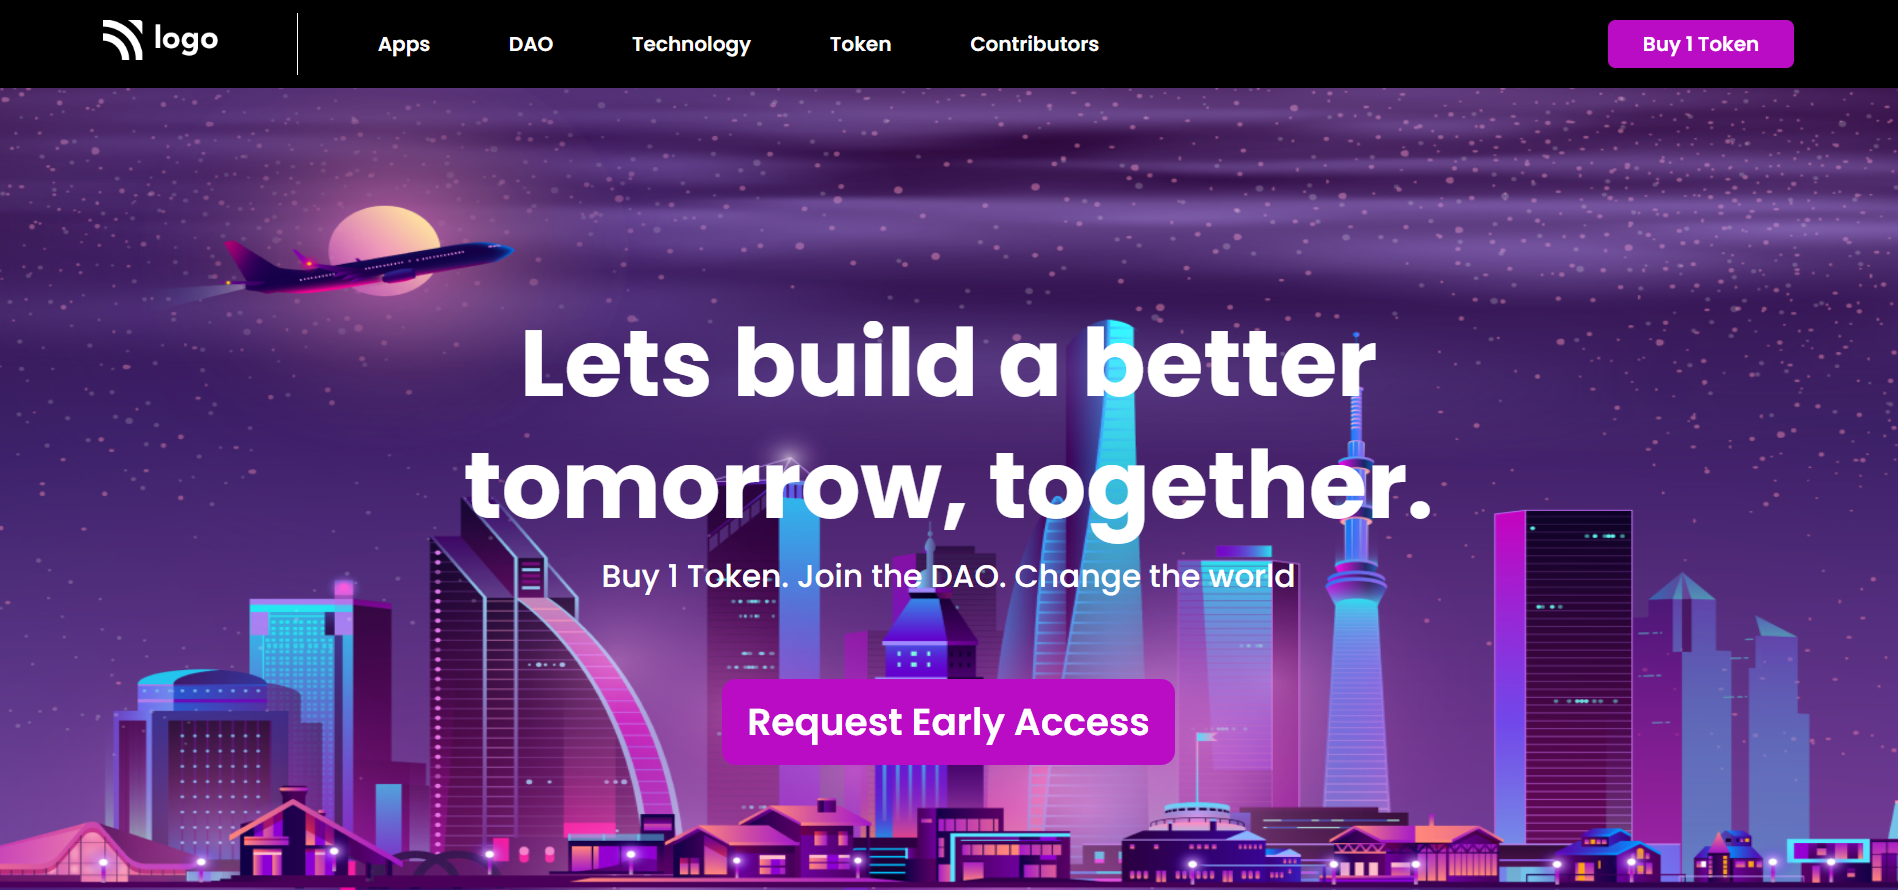 logo
Apps
DAO
Technology
Token
Contributors
Buy 1 Token
Lets build a better
tomorrow, together.
Buy 1 Token. Join the DAO. Change the world
Request Early Access